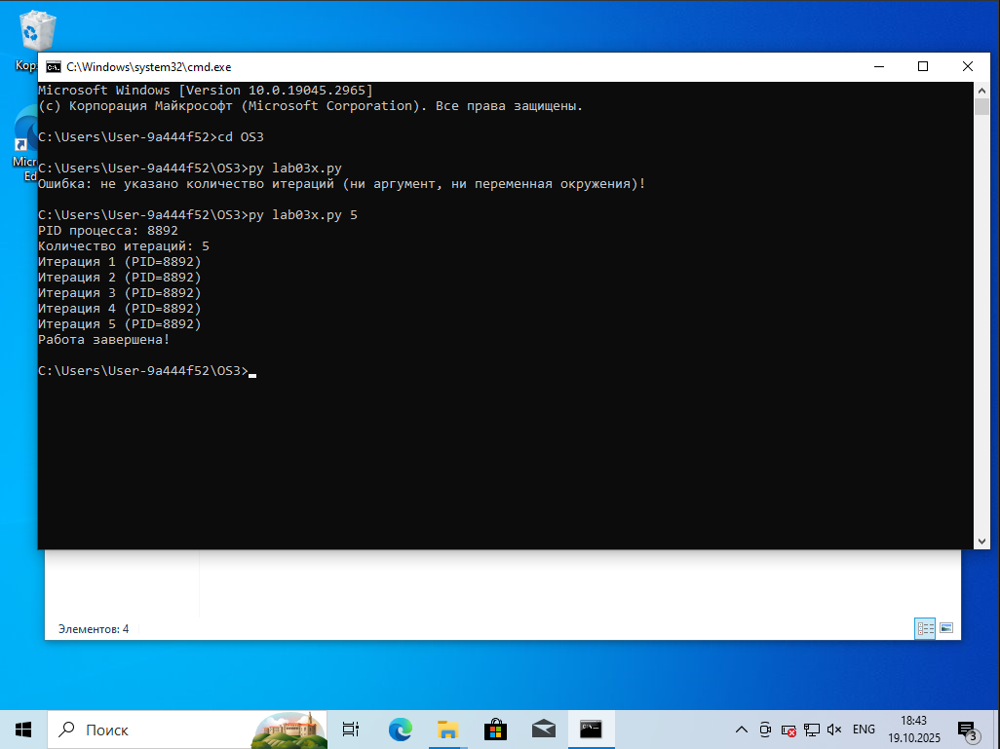 Кор
C:\Windows\system32\cmd.exe
Microsoft Windows [Version 10.0.19045.2965]
(c) Корпорация Майкрософт (Microsoft Corporation). Все права защищены.
C:\Users\User-9a444f52>cd OS3
C:\Users\User-9a444f52\OS3>py lab03x.py
Ошибка: не указано количество итераций (ни аргумент, ни переменная окружения)!
C:\Users\User-9a444f52\OS3>py lab03x.py 5
PID процесса: 8892
Количество итераций: 5
Итерация 1 (PID=8892)
Итерация 2 (PID=8892)
Итерация 3 (PID=8892)
Итерация 4 (PID=8892)
Итерация 5 (PID=8892)
Работа завершена!
C:\Users\User-9a444f52\OS3>
Micr
Ed
Элементов: 4
Поиск
ENG
18:43
19.10.2025
3